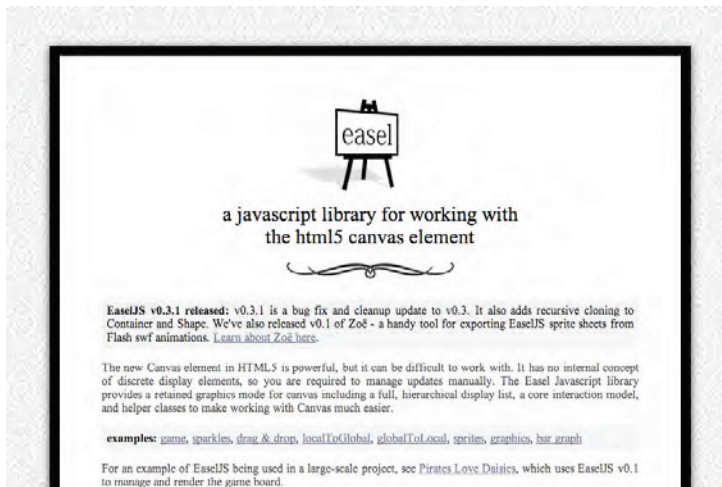 easel
a javascript library for working with
the html5 canvas element
EaselJS v0.3.1 released: v0.3.1 is a bug fix and cleanup update to v0.3. It also adds recursive cloning to
Container and Shape. We've also released v0.1 of Zoë - a handy tool for exporting EaselJS sprite sheets from
Flash swf animations. Learn about Zoë here.
The new Canvas element in HTML5 is powerful, but it can be difficult to work with. It has no internal concept
of discrete display elements, so you are required to manage updates manually. The Easel Javascript library
provides a retained graphics mode for canvas including a full, hierarchical display list, a core interaction model,
and helper classes to make working with Canvas much easier.
examples: game, sparkles, drag & drop, localToGlobal, globalToLocal, sprites, graphics, bar graph
For an example of EaselJS being used in a large-scale project, see Pirates Love Daisies, which uses EaselJS v0.1
to manage and render the game board.